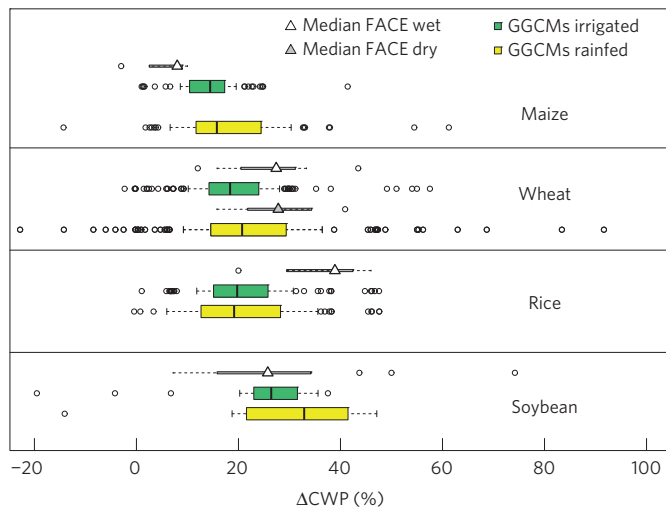 Median FACE wet GGCMs irrigated
Median FACE dry GGCMs rainfed
Maize
Wheat
Rice
Soybean
−20 0 20 40 60 80 100
ΔCWP (%)